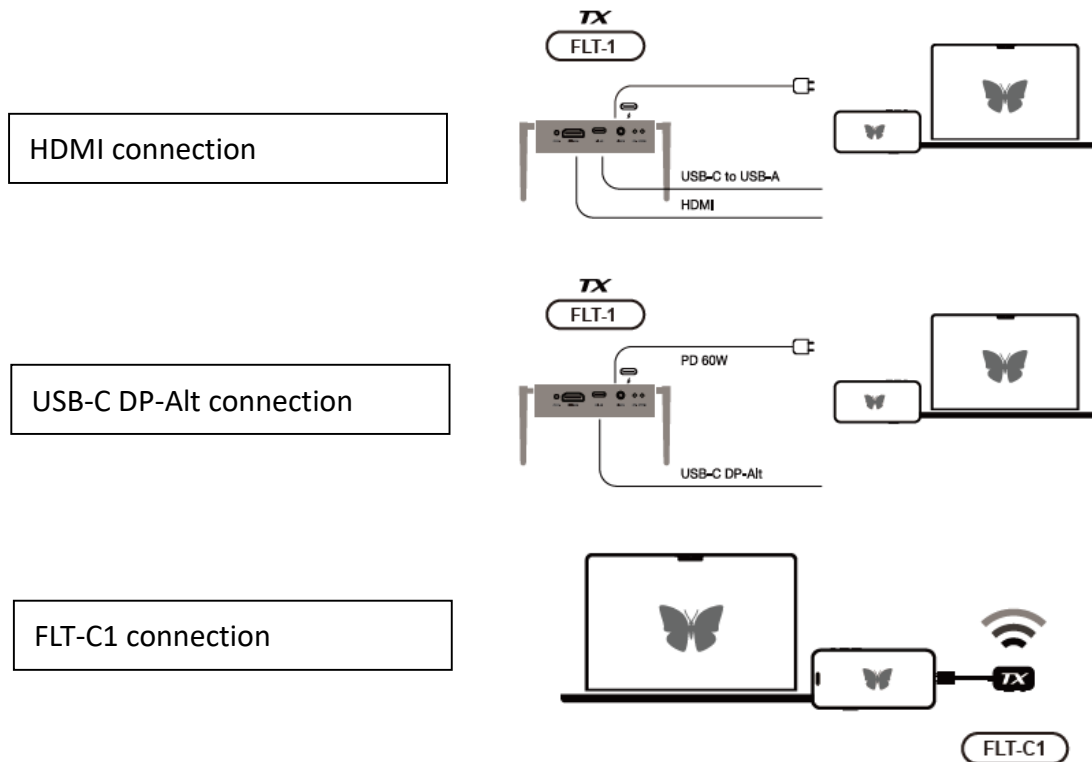 TX
FLT-1
HDMI connection
USB-C to USB-A
HDMI
TX
FLT-1
PD 60W
USB-C DP-Alt connection
USB-C DP-Alt
FLT-C1 connection
TX
FLT-C1